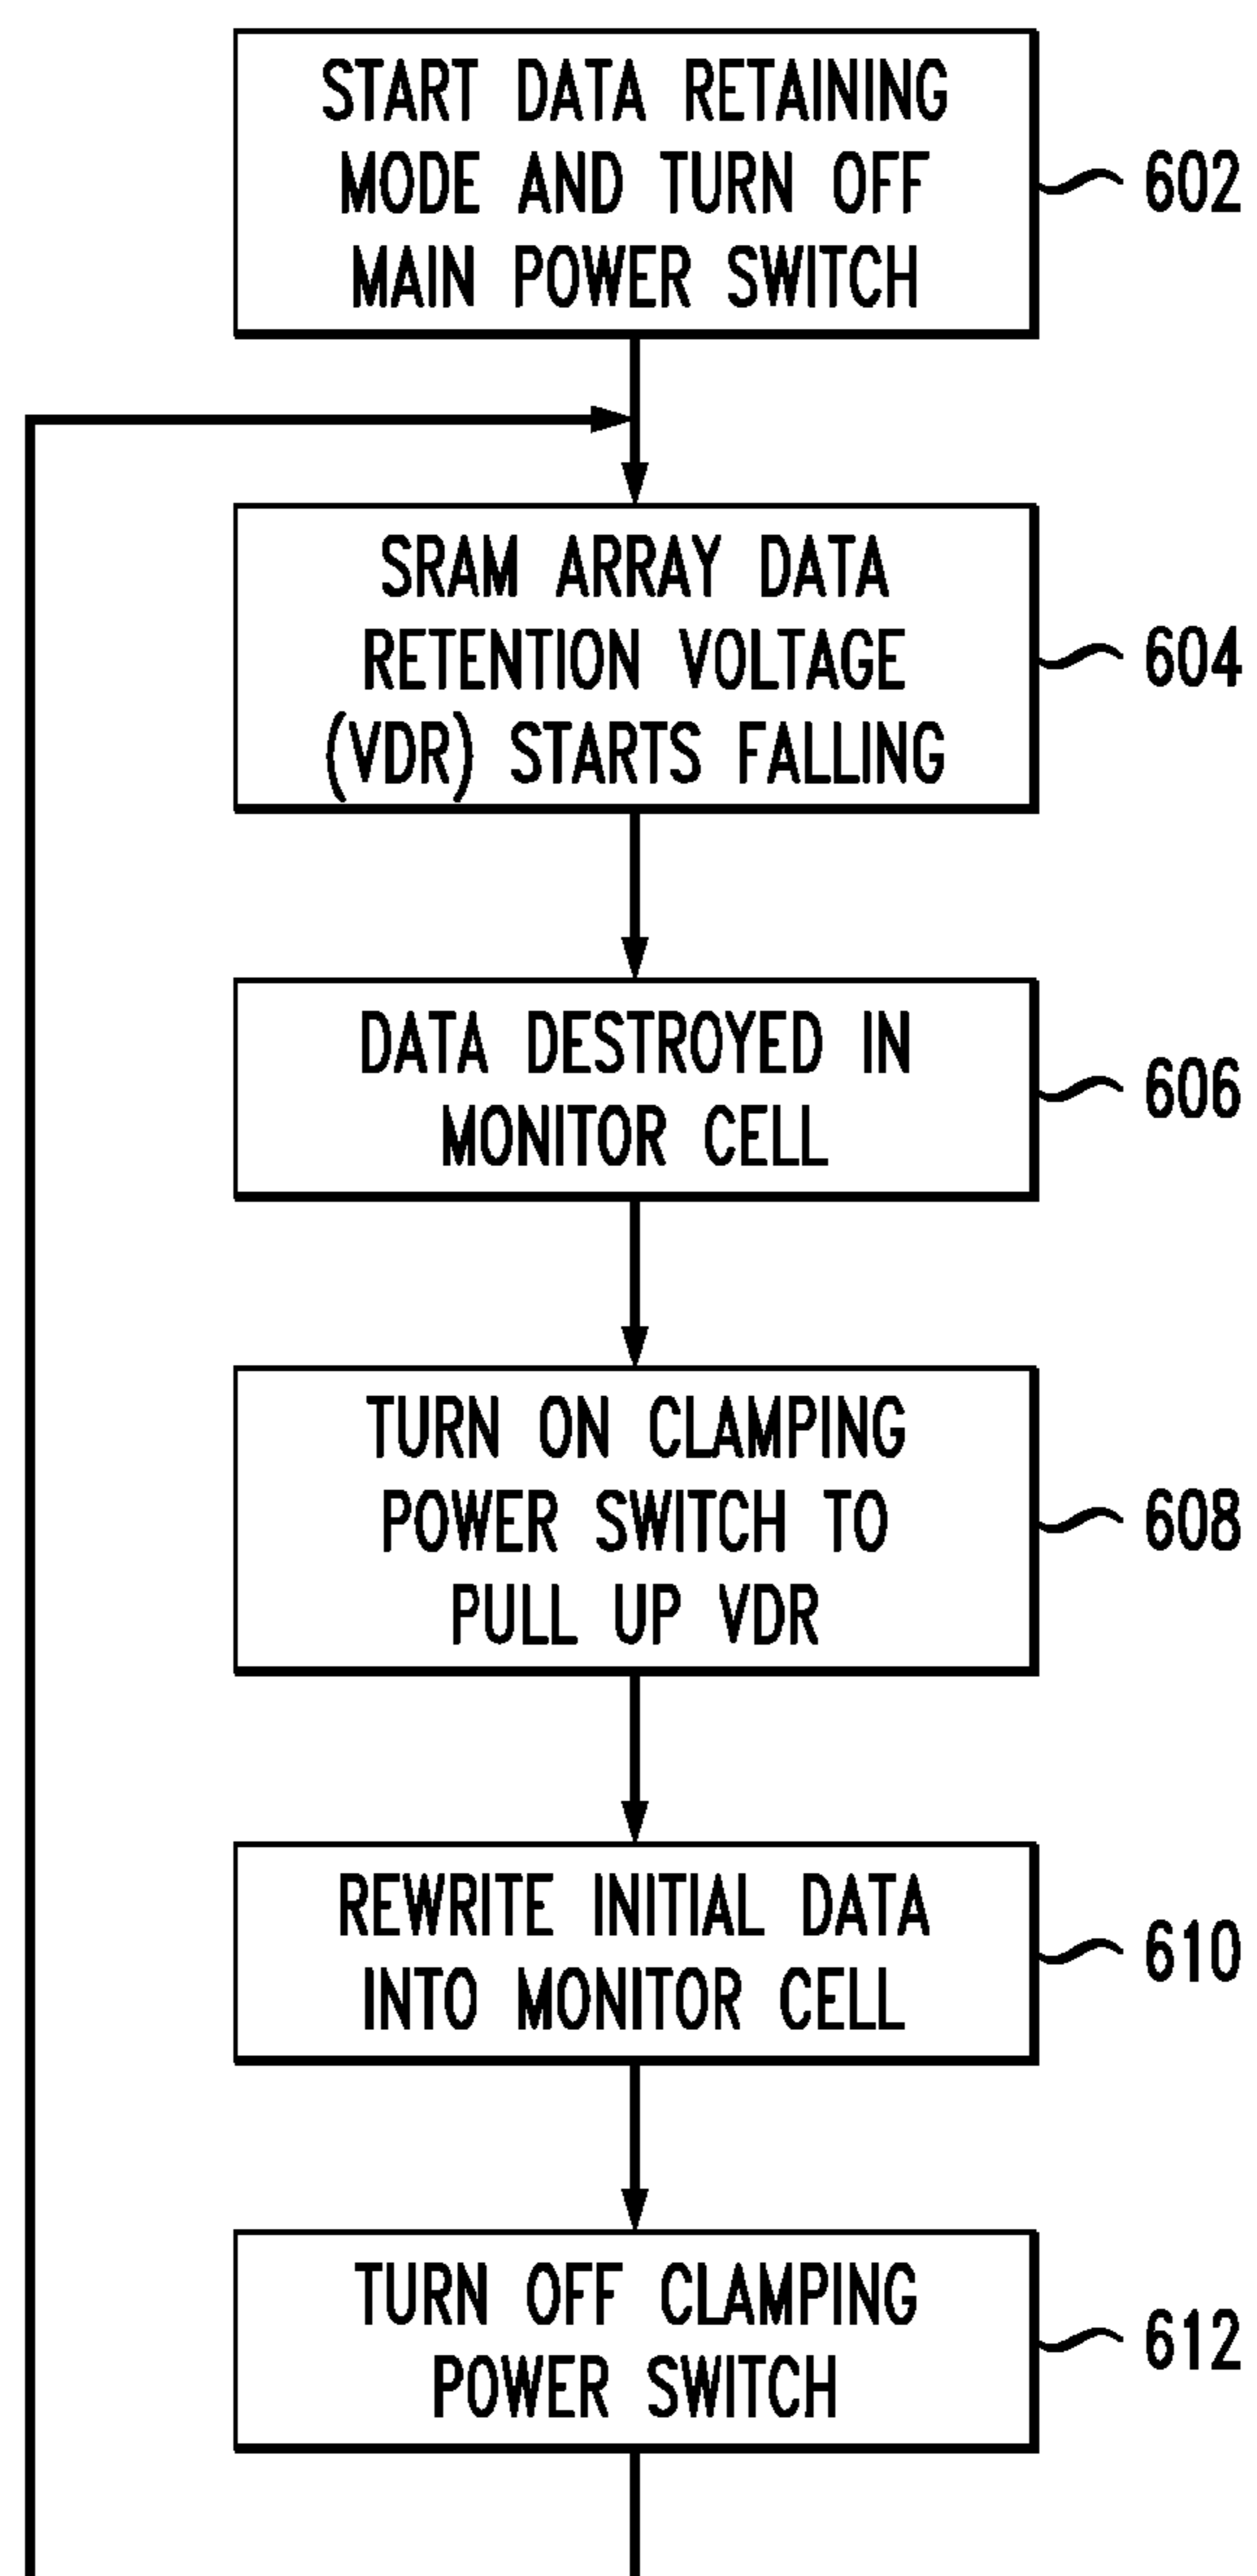 START DATA RETAINING
MODE AND TURN OFF
MAIN POWER SWITCH
602
SRAM ARRAY DATA
RETENTION VOLTAGE
(VDR) STARTS FALLING
604
DATA DESTROYED IN
MONITOR CELL
606
TURN ON CLAMPING
POWER SWITCH TO
PULL UP VDR
608
REWRITE INITIAL DATA
INTO MONITOR CELL
610
TURN OFF CLAMPING
POWER SWITCH
612